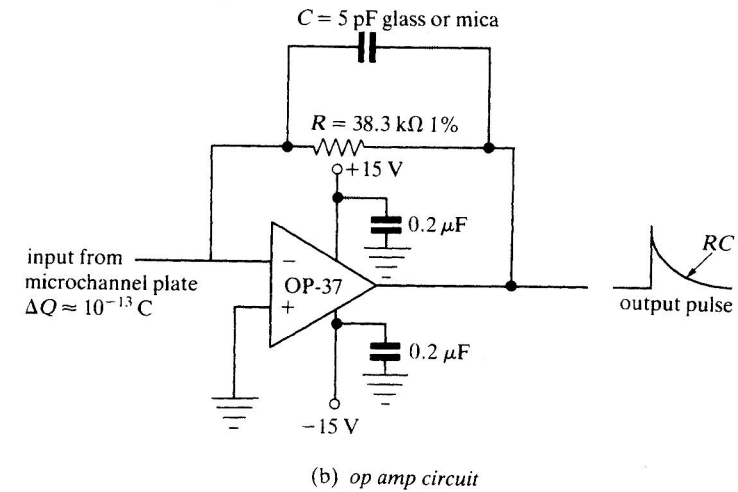 C = 5 pF glass or mica
R = 38.3 kΩ 1%
+15 V
0.2 μF
input from
microchannel plate
ΔQ ≈ 10⁻¹³ C
−
OP-37
+
RC
output pulse
0.2 μF
−15 V
(b) op amp circuit